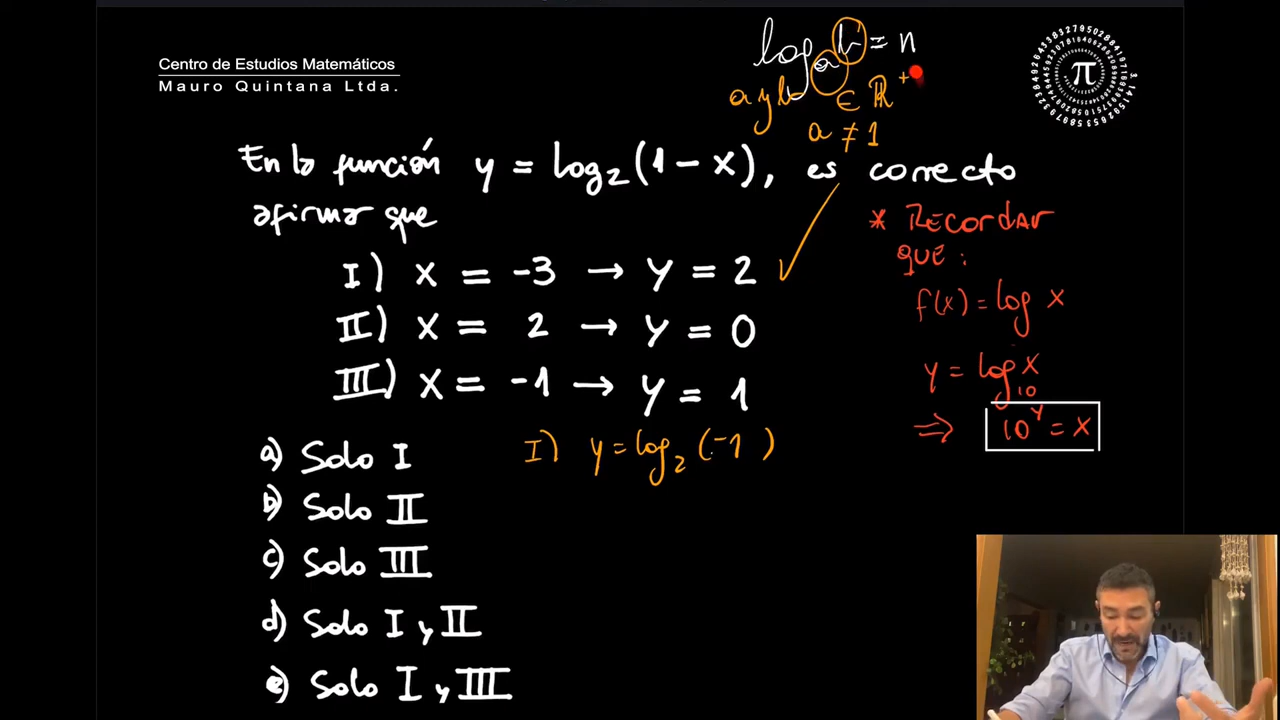 Centro de Estudios Matemáticos
Mauro Quintana Ltda.
logₐ b = n
a y b ∈ ℝ⁺
a ≠ 1
π
En la función y = log₂(1 − x), es correcto
afirmar que
I) X = -3 → Y = 2 ✓
II) X = 2 → Y = 0
III) X = -1 → Y = 1
a) Solo I
b) Solo II
c) Solo III
d) Solo I y II
e) Solo I y III
I) y = log₂(-1)
* RECORDAR
QUE:
f(x) = log x
y = log₁₀ x
⇒ 10^Y = X